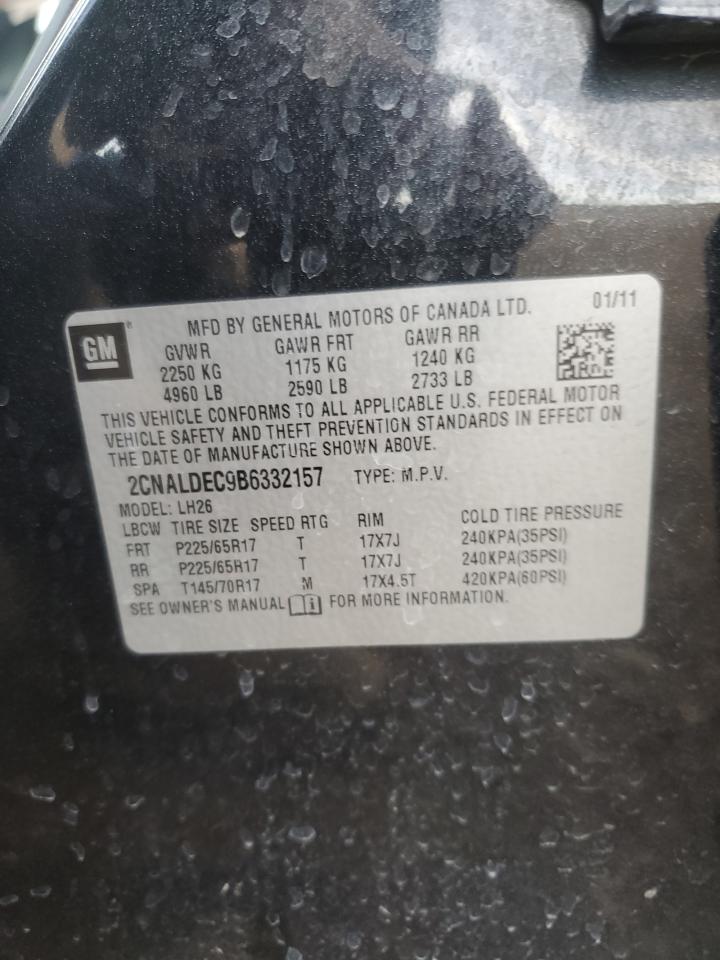 GM®
MFD BY GENERAL MOTORS OF CANADA LTD. 01/11
GVWR GAWR FRT GAWR RR
2250 KG 1175 KG 1240 KG
4960 LB 2590 LB 2733 LB
THIS VEHICLE CONFORMS TO ALL APPLICABLE U.S. FEDERAL MOTOR
VEHICLE SAFETY AND THEFT PREVENTION STANDARDS IN EFFECT ON
THE DATE OF MANUFACTURE SHOWN ABOVE.
2CNALDEC9B6332157 TYPE: M.P.V.
MODEL: LH26
LBCW TIRE SIZE SPEED RTG RIM COLD TIRE PRESSURE
FRT P225/65R17 T 17X7J 240KPA(35PSI)
RR P225/65R17 T 17X7J 240KPA(35PSI)
SPA T145/70R17 M 17X4.5T 420KPA(60PSI)
SEE OWNER'S MANUAL i FOR MORE INFORMATION.